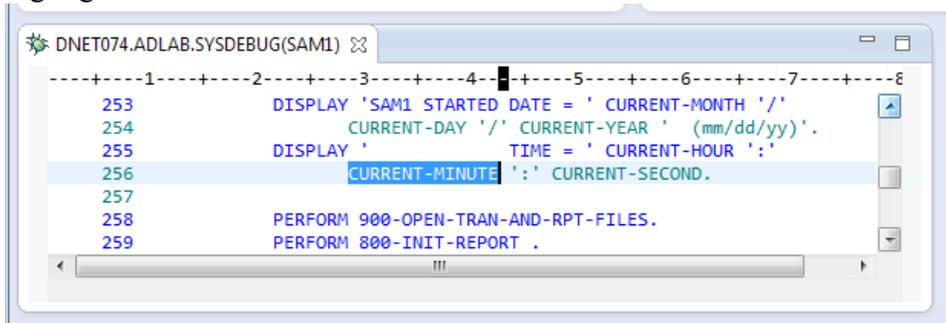 DNET074.ADLAB.SYSDEBUG(SAM1)
----+----1----+----2----+----3----+----4----+----5----+----6----+----7----+----8
253 DISPLAY 'SAM1 STARTED DATE = ' CURRENT-MONTH '/'
254 CURRENT-DAY '/' CURRENT-YEAR '  (mm/dd/yy)'.
255 DISPLAY '              TIME = ' CURRENT-HOUR ':'
256 CURRENT-MINUTE ':' CURRENT-SECOND.
257
258 PERFORM 900-OPEN-TRAN-AND-RPT-FILES.
259 PERFORM 800-INIT-REPORT .